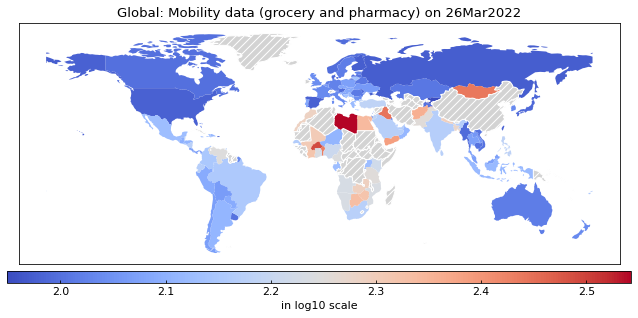 Global: Mobility data (grocery and pharmacy) on 26Mar2022
2.0 2.1 2.2 2.3 2.4 2.5
in log10 scale